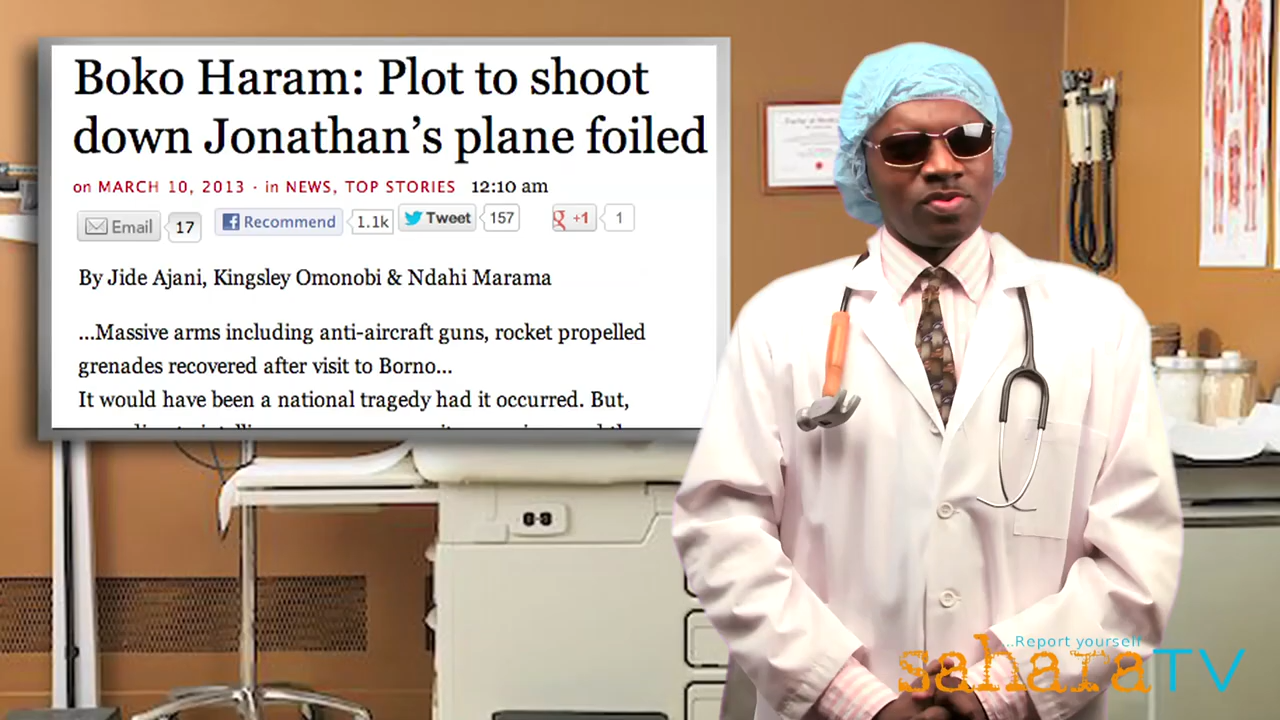 Boko Haram: Plot to shoot
down Jonathan’s plane foiled
on MARCH 10, 2013 · in NEWS, TOP STORIES 12:10 am
Email 17 Recommend 1.1k Tweet 157 +1 1
By Jide Ajani, Kingsley Omonobi & Ndahi Marama
...Massive arms including anti-aircraft guns, rocket propelled
grenades recovered after visit to Borno...
It would have been a national tragedy had it occurred. But,
...Report yourself
saharaTV